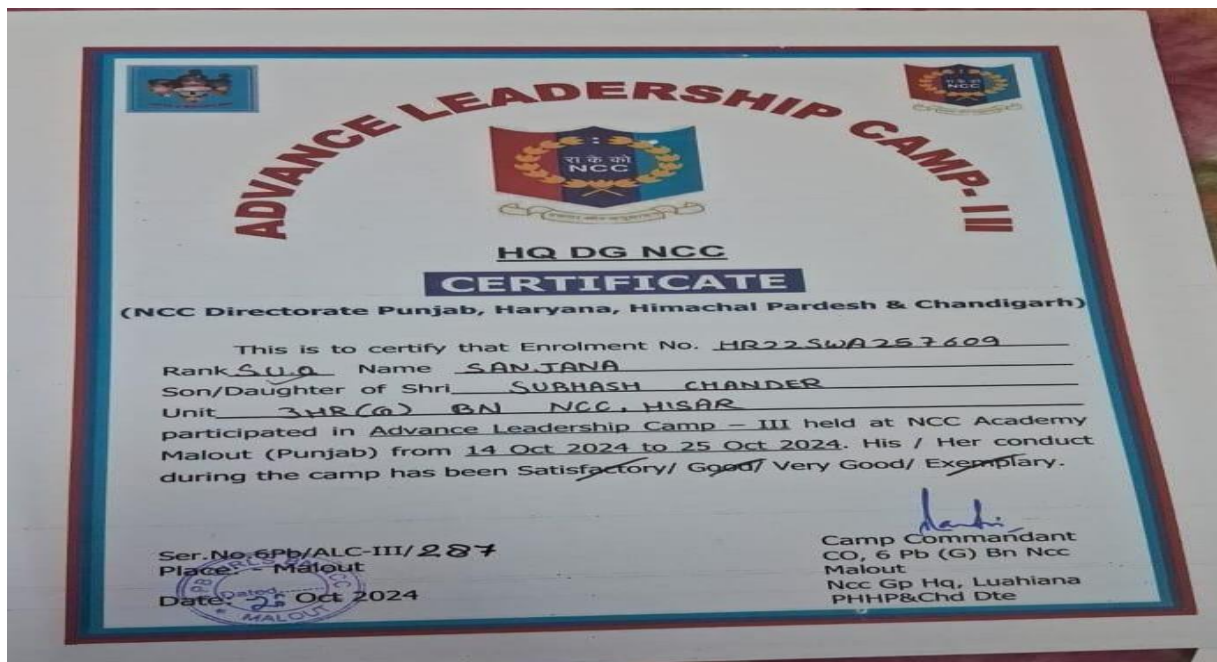 ADVANCE LEADERSHIP CAMP-III
रा के को
NCC
रा के को
NCC
HQ DG NCC
CERTIFICATE
(NCC Directorate Punjab, Haryana, Himachal Pardesh & Chandigarh)
This is to certify that Enrolment No. HR22SWA257609
Rank S.U.O Name SANJANA
Son/Daughter of Shri SUBHASH CHANDER
Unit 3HR(G) BN NCC, HISAR
participated in Advance Leadership Camp – III held at NCC Academy
Malout (Punjab) from 14 Oct 2024 to 25 Oct 2024. His / Her conduct
during the camp has been Satisfactory/ Good/ Very Good/ Exemplary.
Ser.No.6Pb/ALC-III/287
Place: - Malout
Dated
Date: 25 Oct 2024
MALOUT
Camp Commandant
CO, 6 Pb (G) Bn Ncc
Malout
Ncc Gp Hq, Luahiana
PHHP&Chd Dte